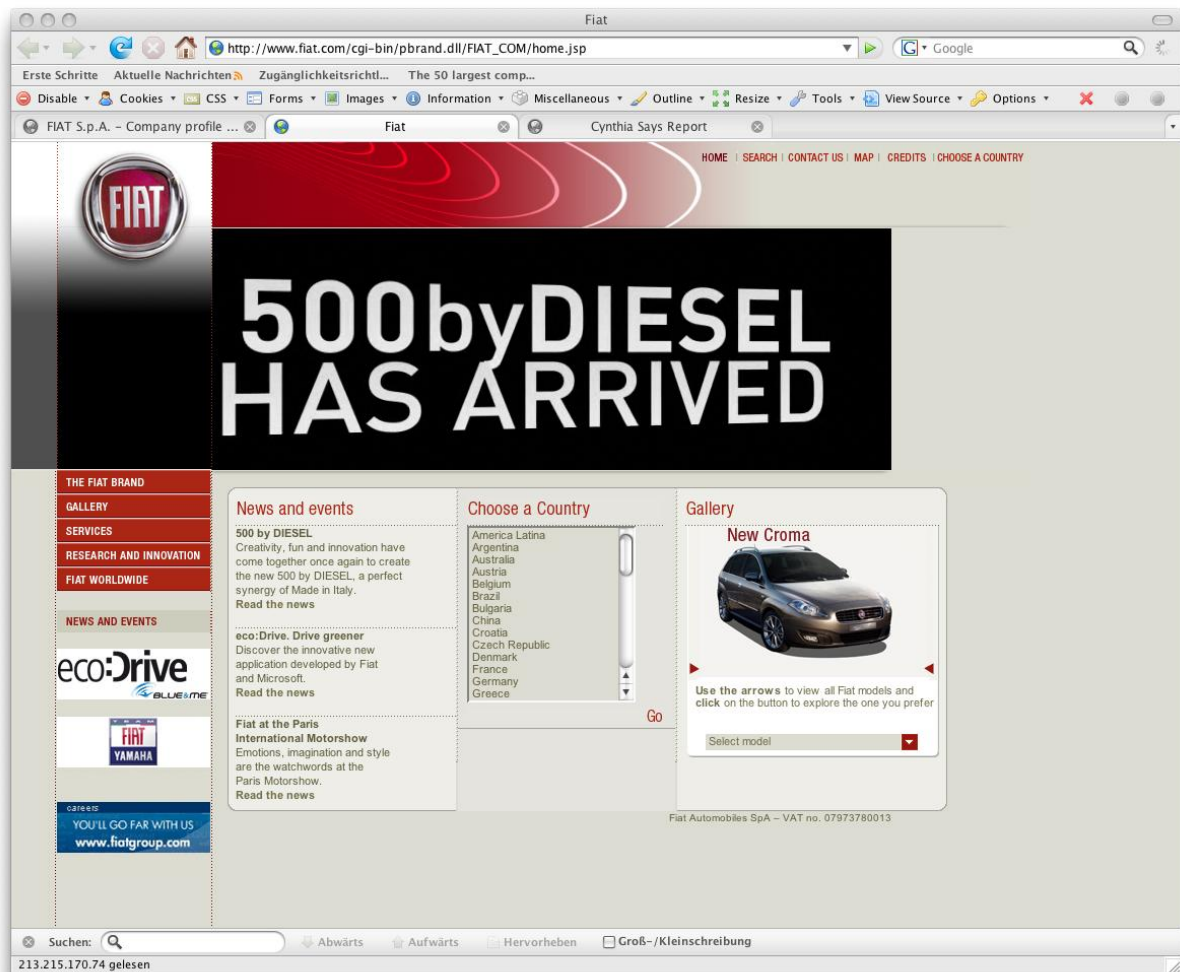 Fiat
http://www.fiat.com/cgi-bin/pbrand.dll/FIAT_COM/home.jsp
G Google
Erste Schritte Aktuelle Nachrichten Zugänglichkeitsrichtl... The 50 largest comp...
Disable Cookies CSS Forms Images Information Miscellaneous Outline Resize Tools View Source Options
FIAT S.p.A. – Company profile ... Fiat Cynthia Says Report
HOME | SEARCH | CONTACT US | MAP | CREDITS | CHOOSE A COUNTRY
FIAT
500byDIESEL
HAS ARRIVED
THE FIAT BRAND
GALLERY
SERVICES
RESEARCH AND INNOVATION
FIAT WORLDWIDE
NEWS AND EVENTS
eco:Drive
BLUE&ME
TEAM
FIAT
YAMAHA
careers
YOU'LL GO FAR WITH US
www.fiatgroup.com
News and events
500 by DIESEL
Creativity, fun and innovation have
come together once again to create
the new 500 by DIESEL, a perfect
synergy of Made in Italy.
Read the news
eco:Drive. Drive greener
Discover the innovative new
application developed by Fiat
and Microsoft.
Read the news
Fiat at the Paris
International Motorshow
Emotions, imagination and style
are the watchwords at the
Paris Motorshow.
Read the news
Choose a Country
America Latina
Argentina
Australia
Austria
Belgium
Brazil
Bulgaria
China
Croatia
Czech Republic
Denmark
France
Germany
Greece
Go
Gallery
New Croma
Use the arrows to view all Fiat models and
click on the button to explore the one you prefer
Select model
Fiat Automobiles SpA – VAT no. 07973780013
Suchen: Abwärts Aufwärts Hervorheben Groß-/Kleinschreibung
213.215.170.74 gelesen